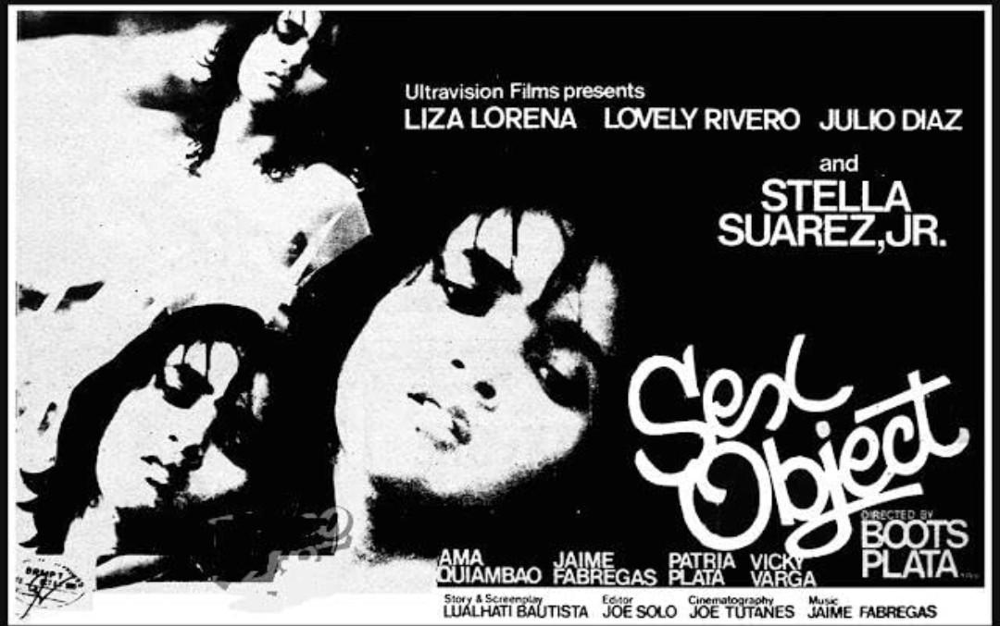 Ultravision Films presents
LIZA LORENA LOVELY RIVERO JULIO DIAZ
and
STELLA
SUAREZ, JR.
Sex
Object
DIRECTED BY
BOOTS
PLATA
AMA QUIAMBAO
JAIME FABREGAS
PATRIA PLATA
VICKY VARGA
Story & Screenplay
LUALHATI BAUTISTA
Editor
JOE SOLO
Cinematography
JOE TUTANES
Music
JAIME FABREGAS